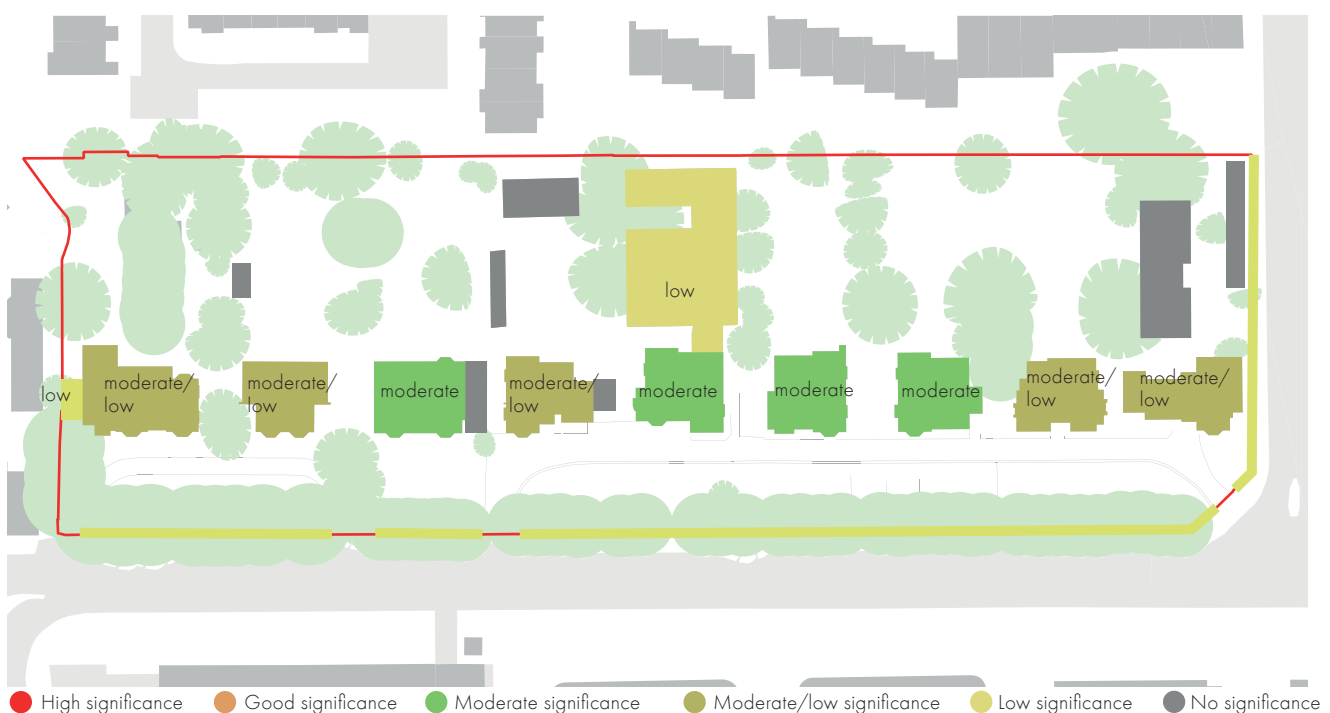 low
low
moderate/
low
moderate/
low
moderate
moderate/
low
moderate
moderate
moderate
moderate/
low
moderate/
low
High significance
Good significance
Moderate significance
Moderate/low significance
Low significance
No significance